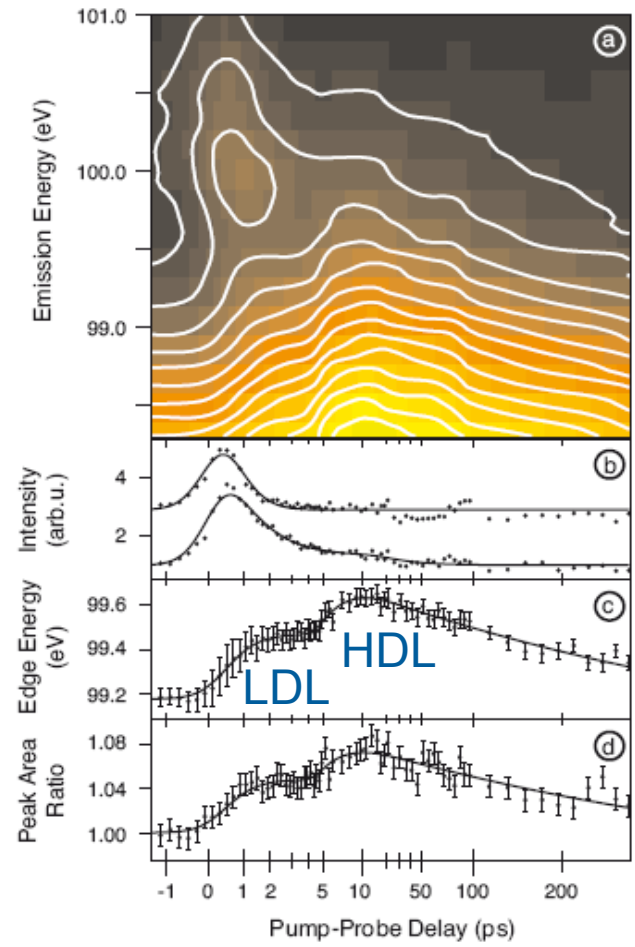 101.0
a
100.0
99.0
Emission Energy (eV)
4
2
b
Intensity
(arb.u.)
99.6
99.4
99.2
c
HDL
LDL
Edge Energy
(eV)
1.08
1.04
1.00
d
Peak Area
Ratio
-1 0 1 2 5 10 50 100 200
Pump-Probe Delay (ps)